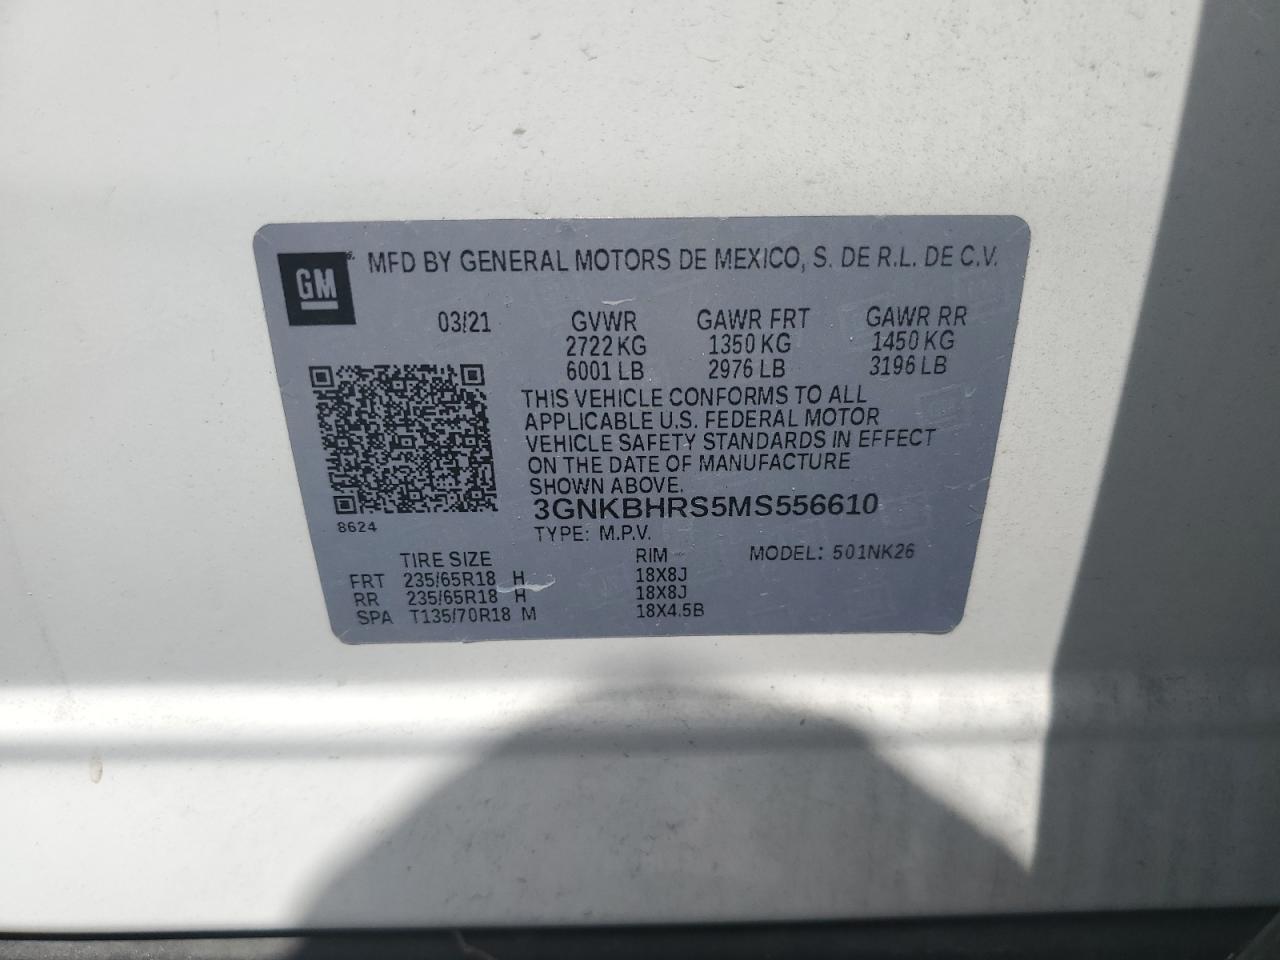 GM
MFD BY GENERAL MOTORS DE MEXICO, S. DE R.L. DE C.V.
03/21 GVWR GAWR FRT GAWR RR
2722 KG 1350 KG 1450 KG
6001 LB 2976 LB 3196 LB
THIS VEHICLE CONFORMS TO ALL
APPLICABLE U.S. FEDERAL MOTOR
VEHICLE SAFETY STANDARDS IN EFFECT
ON THE DATE OF MANUFACTURE
SHOWN ABOVE.
3GNKBHRS5MS556610
8624
TYPE: M.P.V.
TIRE SIZE RIM MODEL: 501NK26
FRT 235/65R18 H 18X8J
RR 235/65R18 H 18X8J
SPA T135/70R18 M 18X4.5B